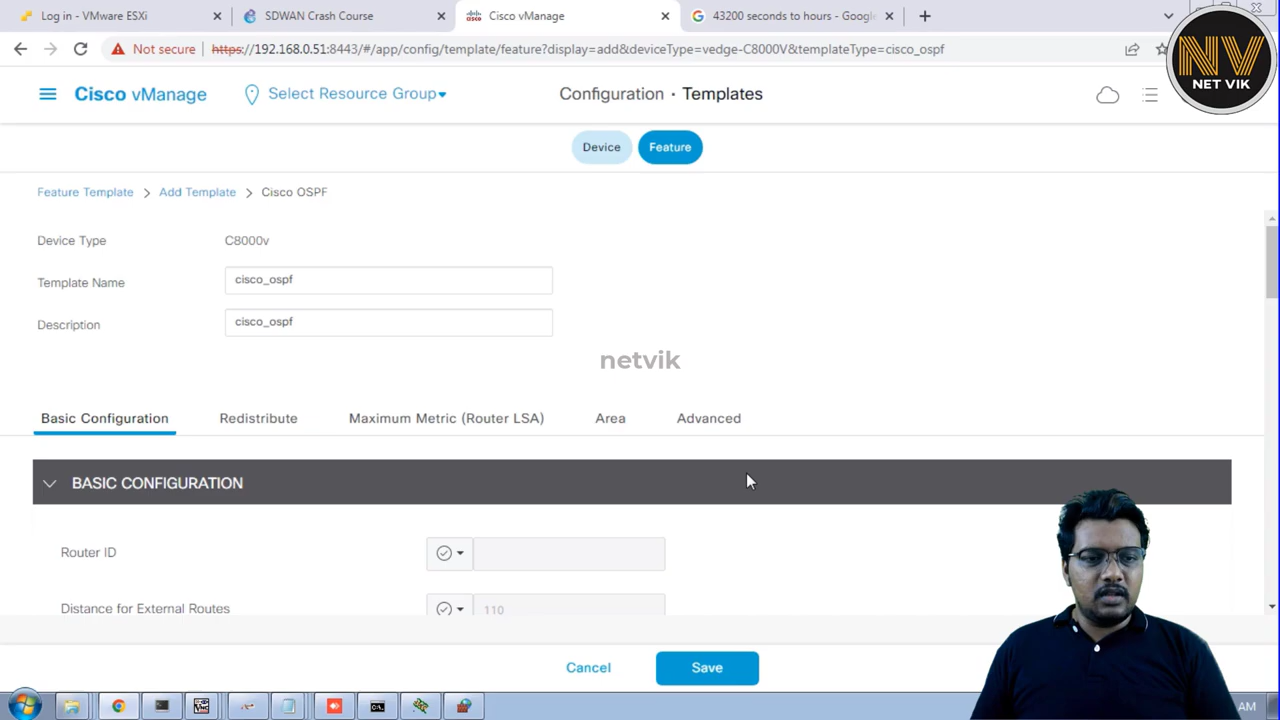 Log in - VMware ESXi
SDWAN Crash Course
Cisco vManage
43200 seconds to hours - Google
Not secure
https://192.168.0.51:8443/#/app/config/template/feature?display=add&deviceType=vedge-C8000V&templateType=cisco_ospf
NV
NET VIK
Cisco vManage
Select Resource Group
Configuration · Templates
Device
Feature
Feature Template > Add Template > Cisco OSPF
Device Type
C8000v
Template Name
cisco_ospf
Description
cisco_ospf
netvik
Basic Configuration
Redistribute
Maximum Metric (Router LSA)
Area
Advanced
BASIC CONFIGURATION
Router ID
Distance for External Routes
110
Cancel
Save
AM